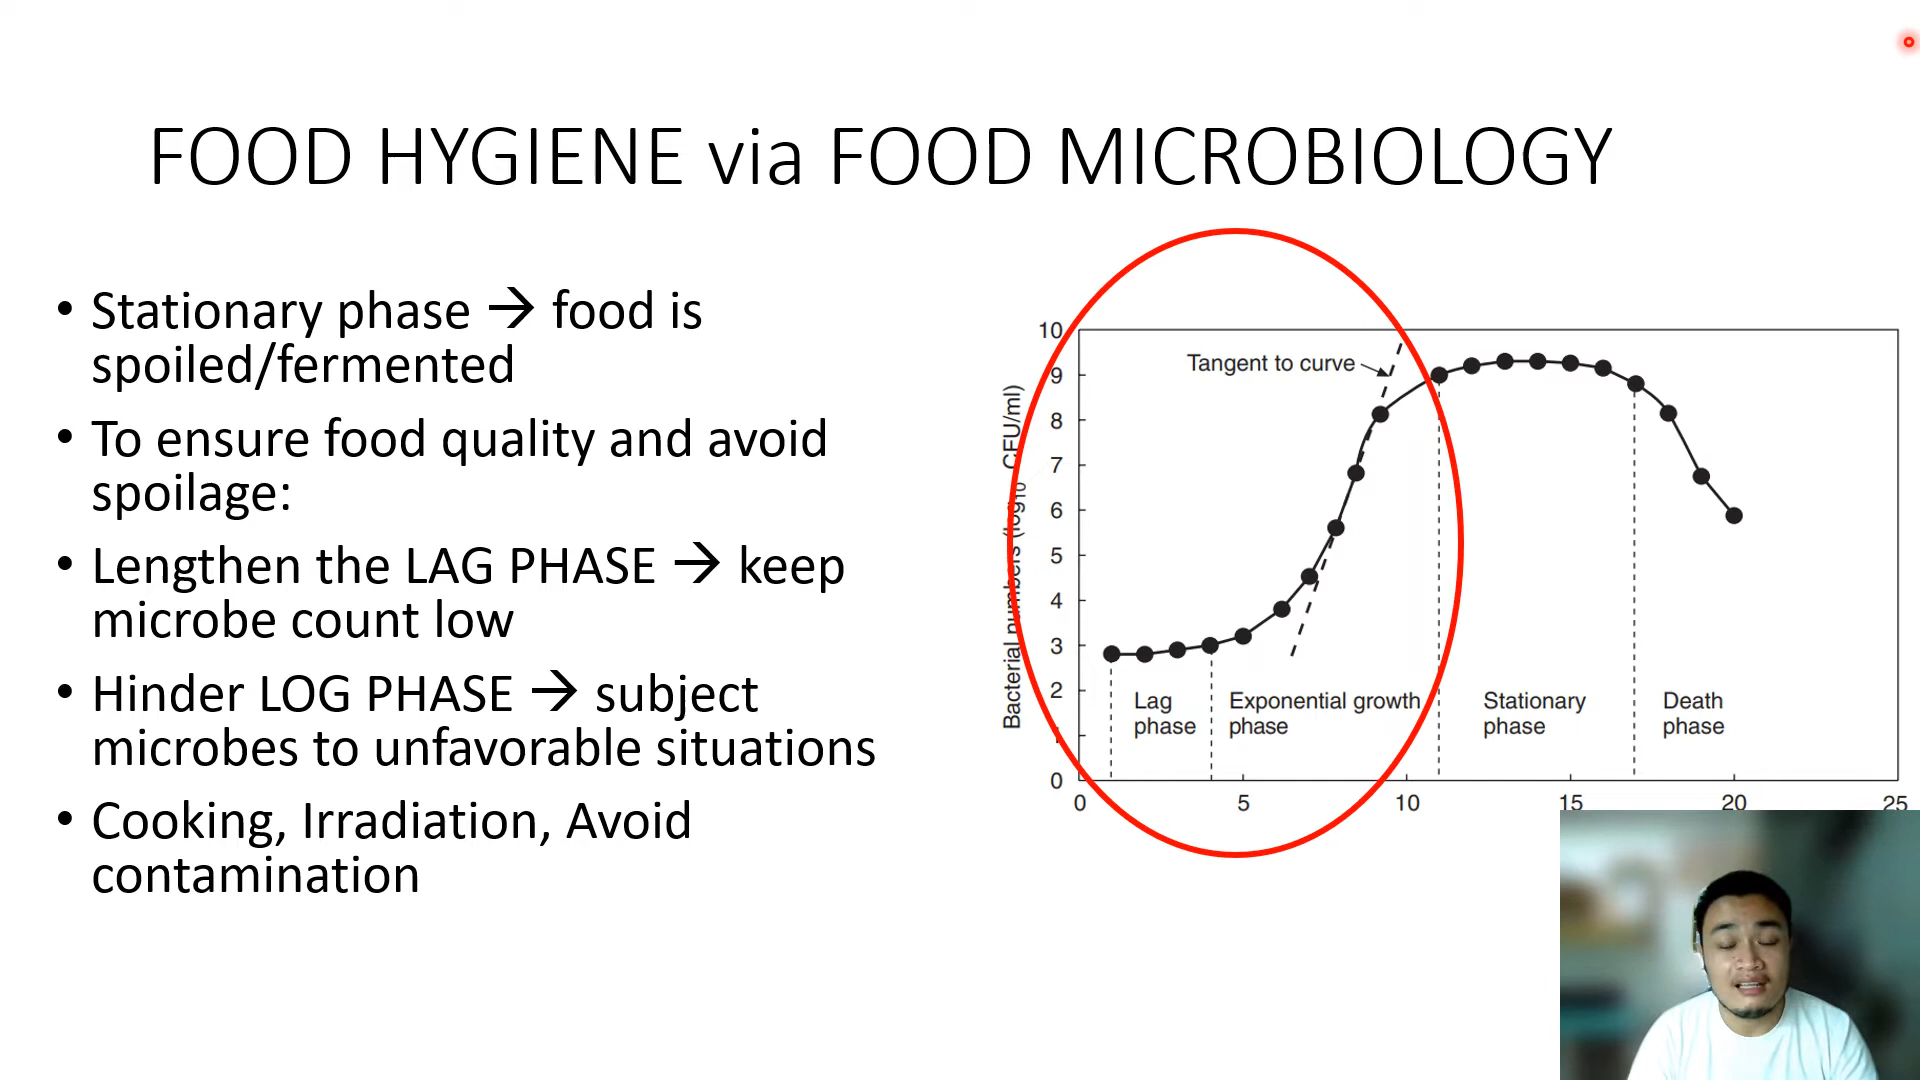 FOOD HYGIENE via FOOD MICROBIOLOGY
• Stationary phase → food is
spoiled/fermented
• To ensure food quality and avoid
spoilage:
• Lengthen the LAG PHASE → keep
microbe count low
• Hinder LOG PHASE → subject
microbes to unfavorable situations
• Cooking, Irradiation, Avoid
contamination
Bacterial numbers (log₁₀ CFU/ml)
10
9
8
7
6
5
4
3
2
0
Tangent to curve
Lag
phase
Exponential growth
phase
Stationary
phase
Death
phase
0 5 10 15 20 25